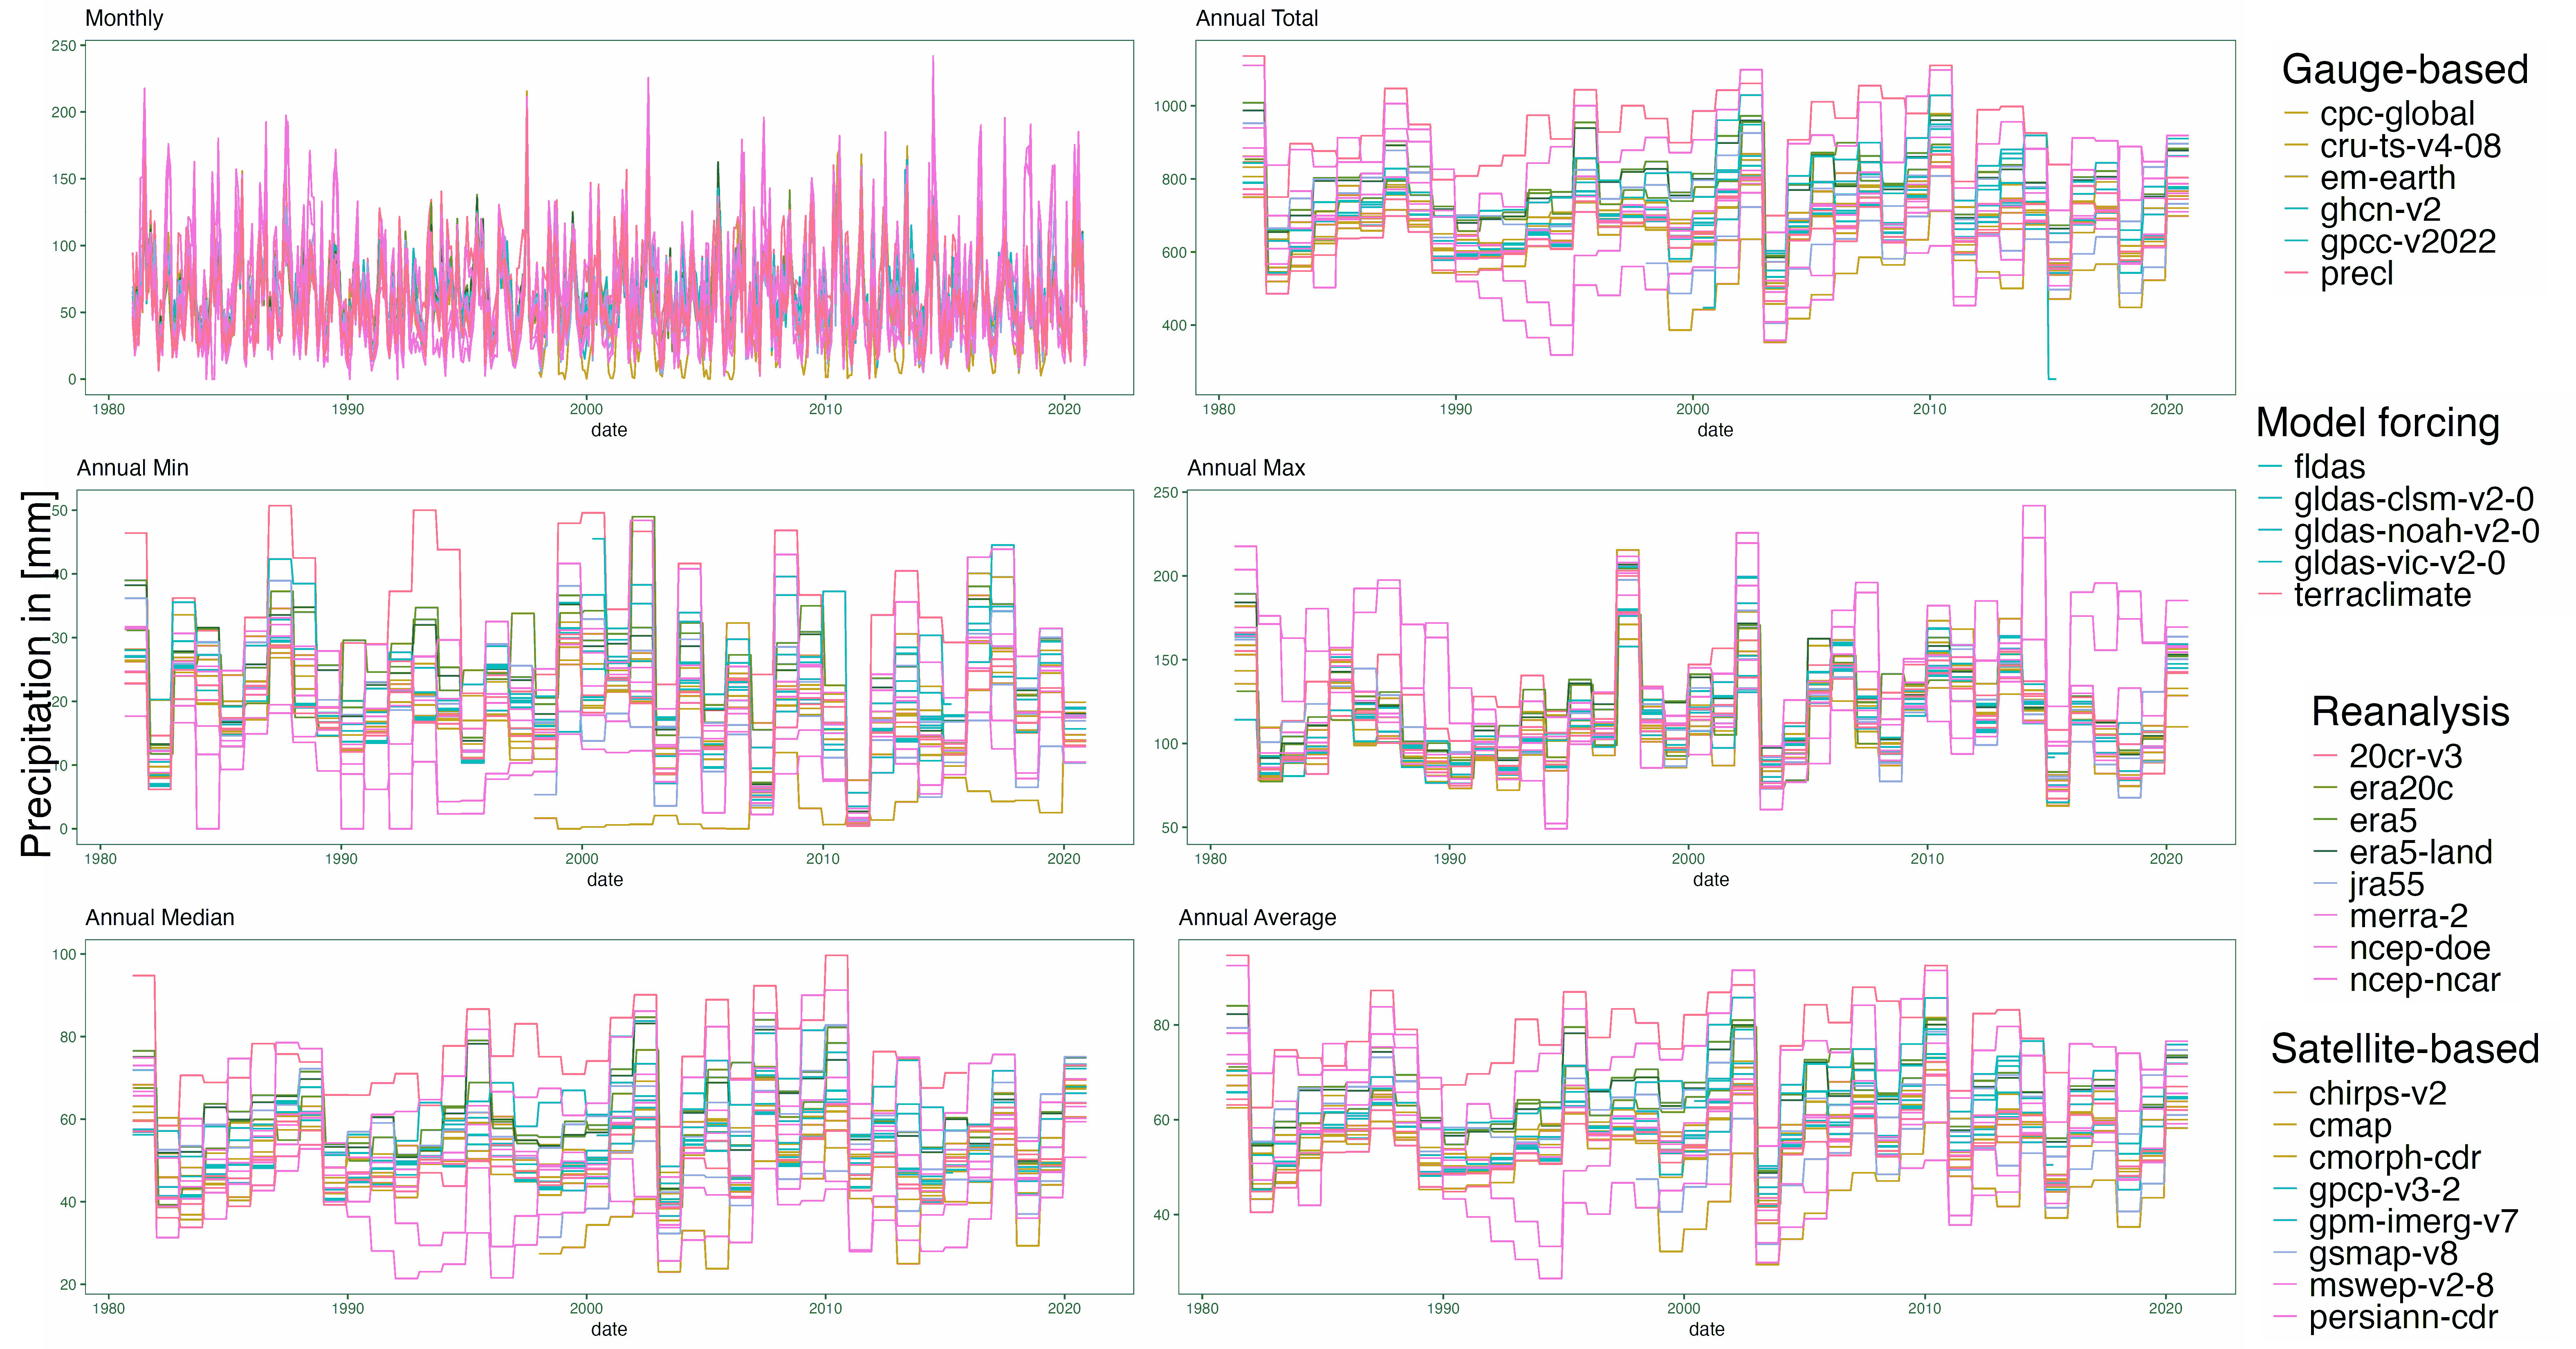 Monthly
250
200
150
100
50
0
1980
1990
2000
2010
2020
date
Annual Total
1000
800
600
400
1980
1990
2000
2010
2020
date
Precipitation in [mm]
Annual Min
50
40
30
20
10
0
1980
1990
2000
2010
2020
date
Annual Max
250
200
150
100
50
1980
1990
2000
2010
2020
date
Annual Median
100
80
60
40
20
1980
1990
2000
2010
2020
date
Annual Average
80
60
40
1980
1990
2000
2010
2020
date
Gauge-based
cpc-global
cru-ts-v4-08
em-earth
ghcn-v2
gpcc-v2022
precl
Model forcing
fldas
gldas-clsm-v2-0
gldas-noah-v2-0
gldas-vic-v2-0
terraclimate
Reanalysis
20cr-v3
era20c
era5
era5-land
jra55
merra-2
ncep-doe
ncep-ncar
Satellite-based
chirps-v2
cmap
cmorph-cdr
gpcp-v3-2
gpm-imerg-v7
gsmap-v8
mswep-v2-8
persiann-cdr